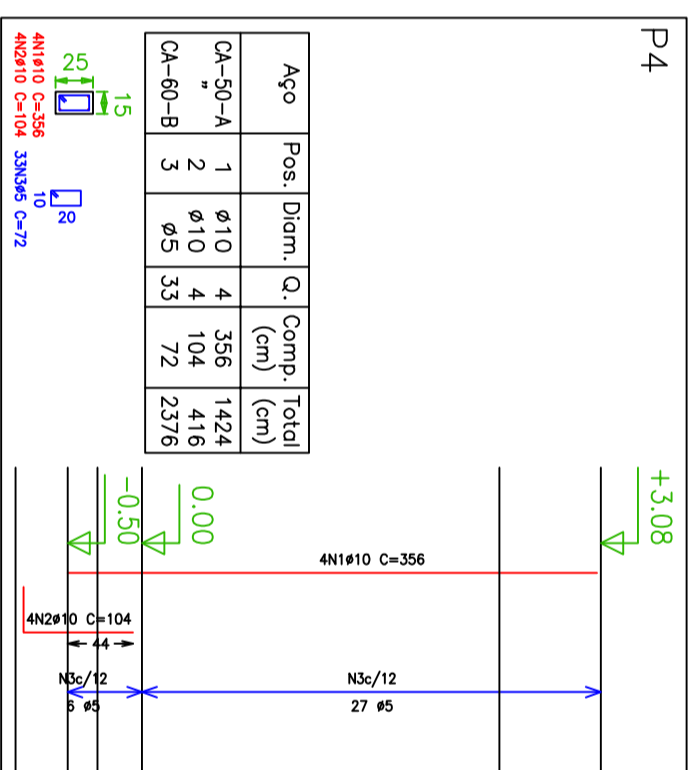 P4
Aço Pos. Diam. Q. Comp. (cm) Total (cm)
CA-50-A 1 ø10 4 356 1424
" 2 ø10 4 104 416
CA-60-B 3 ø5 33 72 2376
25
15
4N1ø10 C=356
4N2ø10 C=104
20
10
33N3ø5 C=72
+3.08
0.00
-0.50
4N1ø10 C=356
4N2ø10 C=104
44
N3c/12
6 ø5
N3c/12
27 ø5